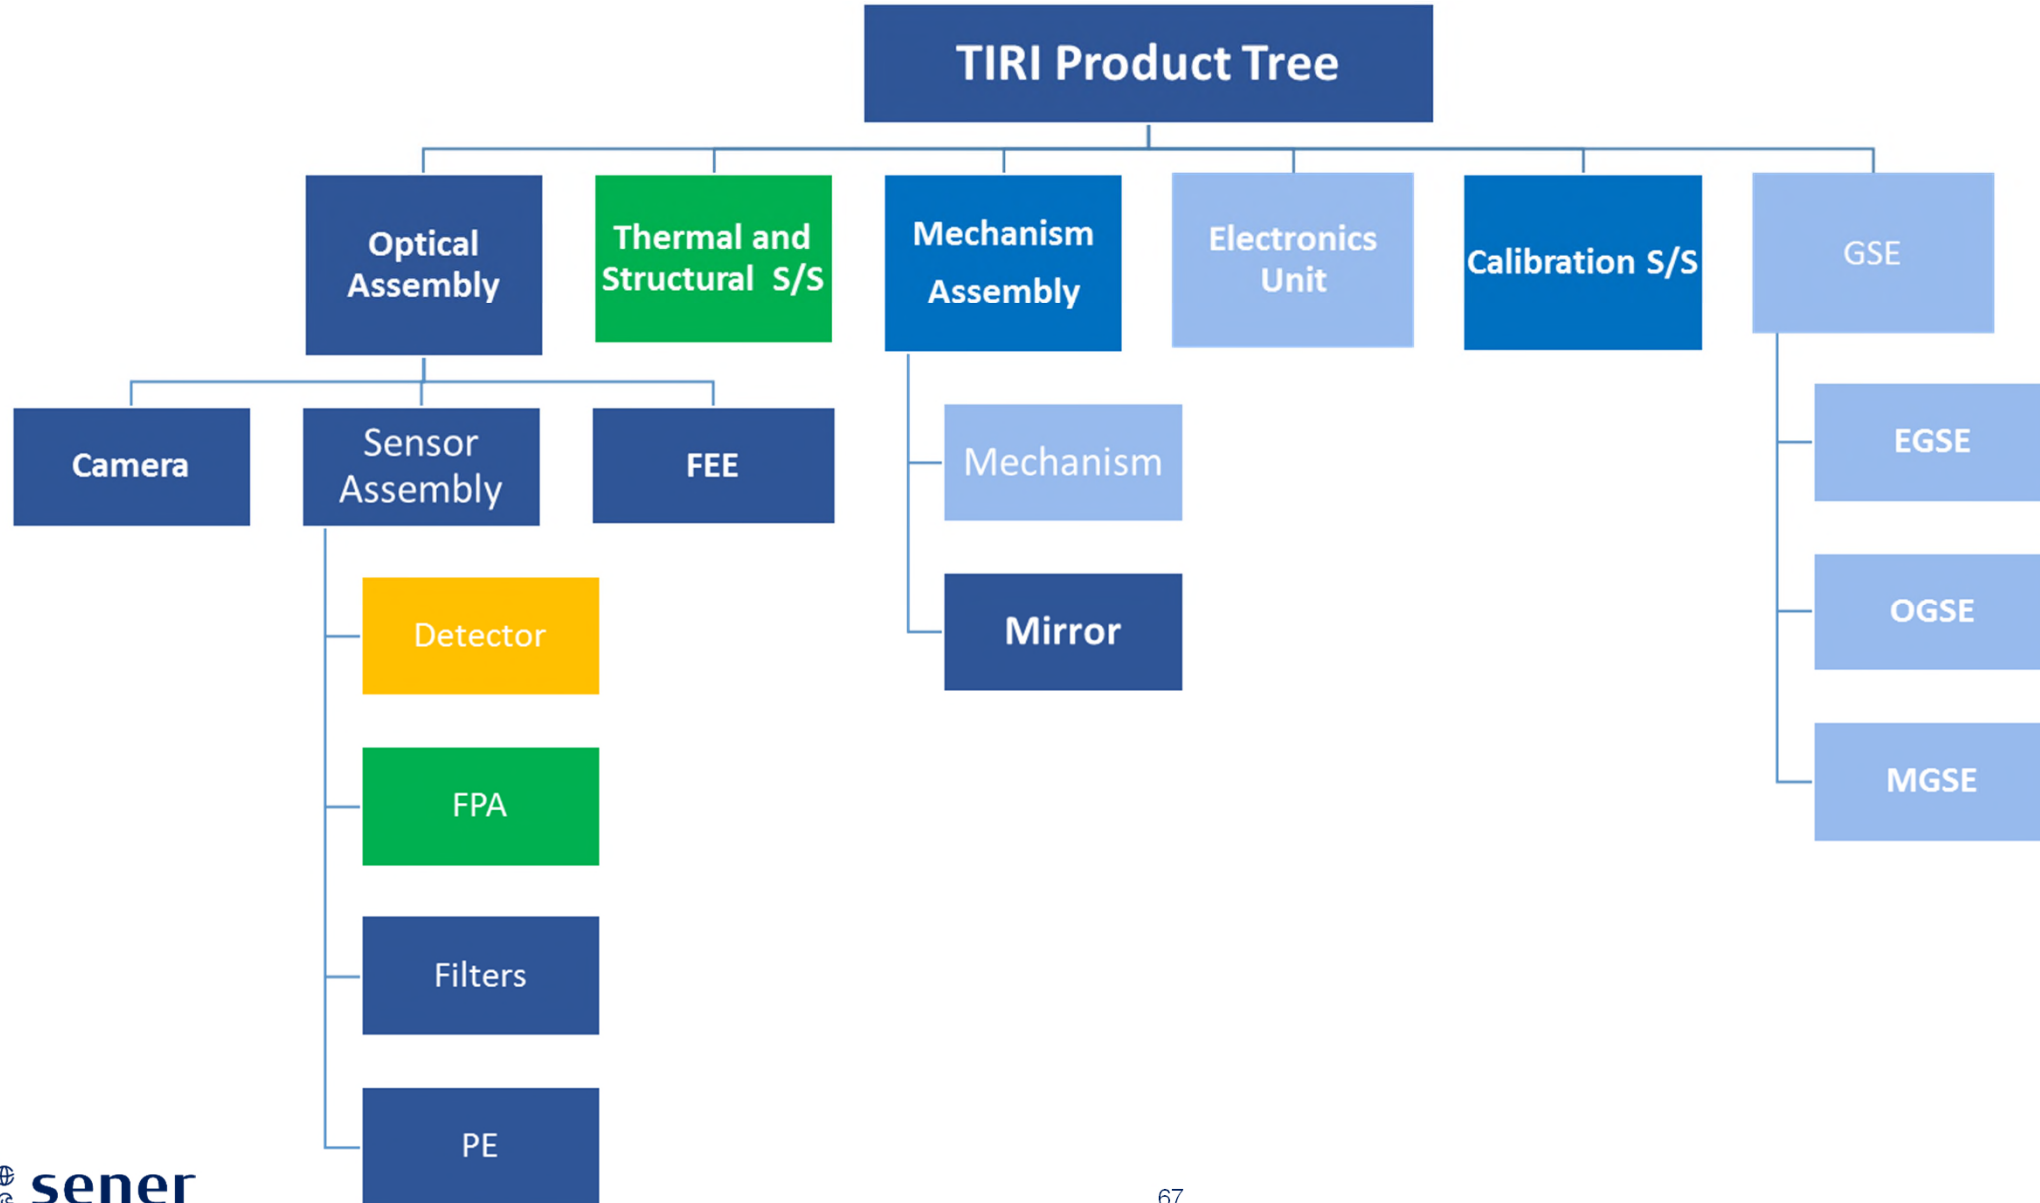 TIRI Product Tree
Optical
Assembly
Thermal and
Structural S/S
Mechanism
Assembly
Electronics
Unit
Calibration S/S
GSE
Camera
Sensor
Assembly
FEE
Mechanism
EGSE
Detector
Mirror
OGSE
FPA
MGSE
Filters
PE
sener
67